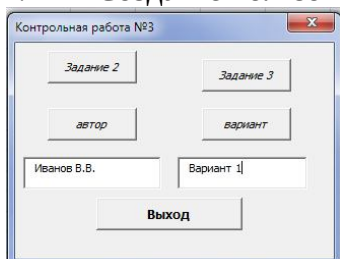 Контрольная работа №3
Задание 2
Задание 3
автор
вариант
Иванов В.В.
Вариант 1
Выход